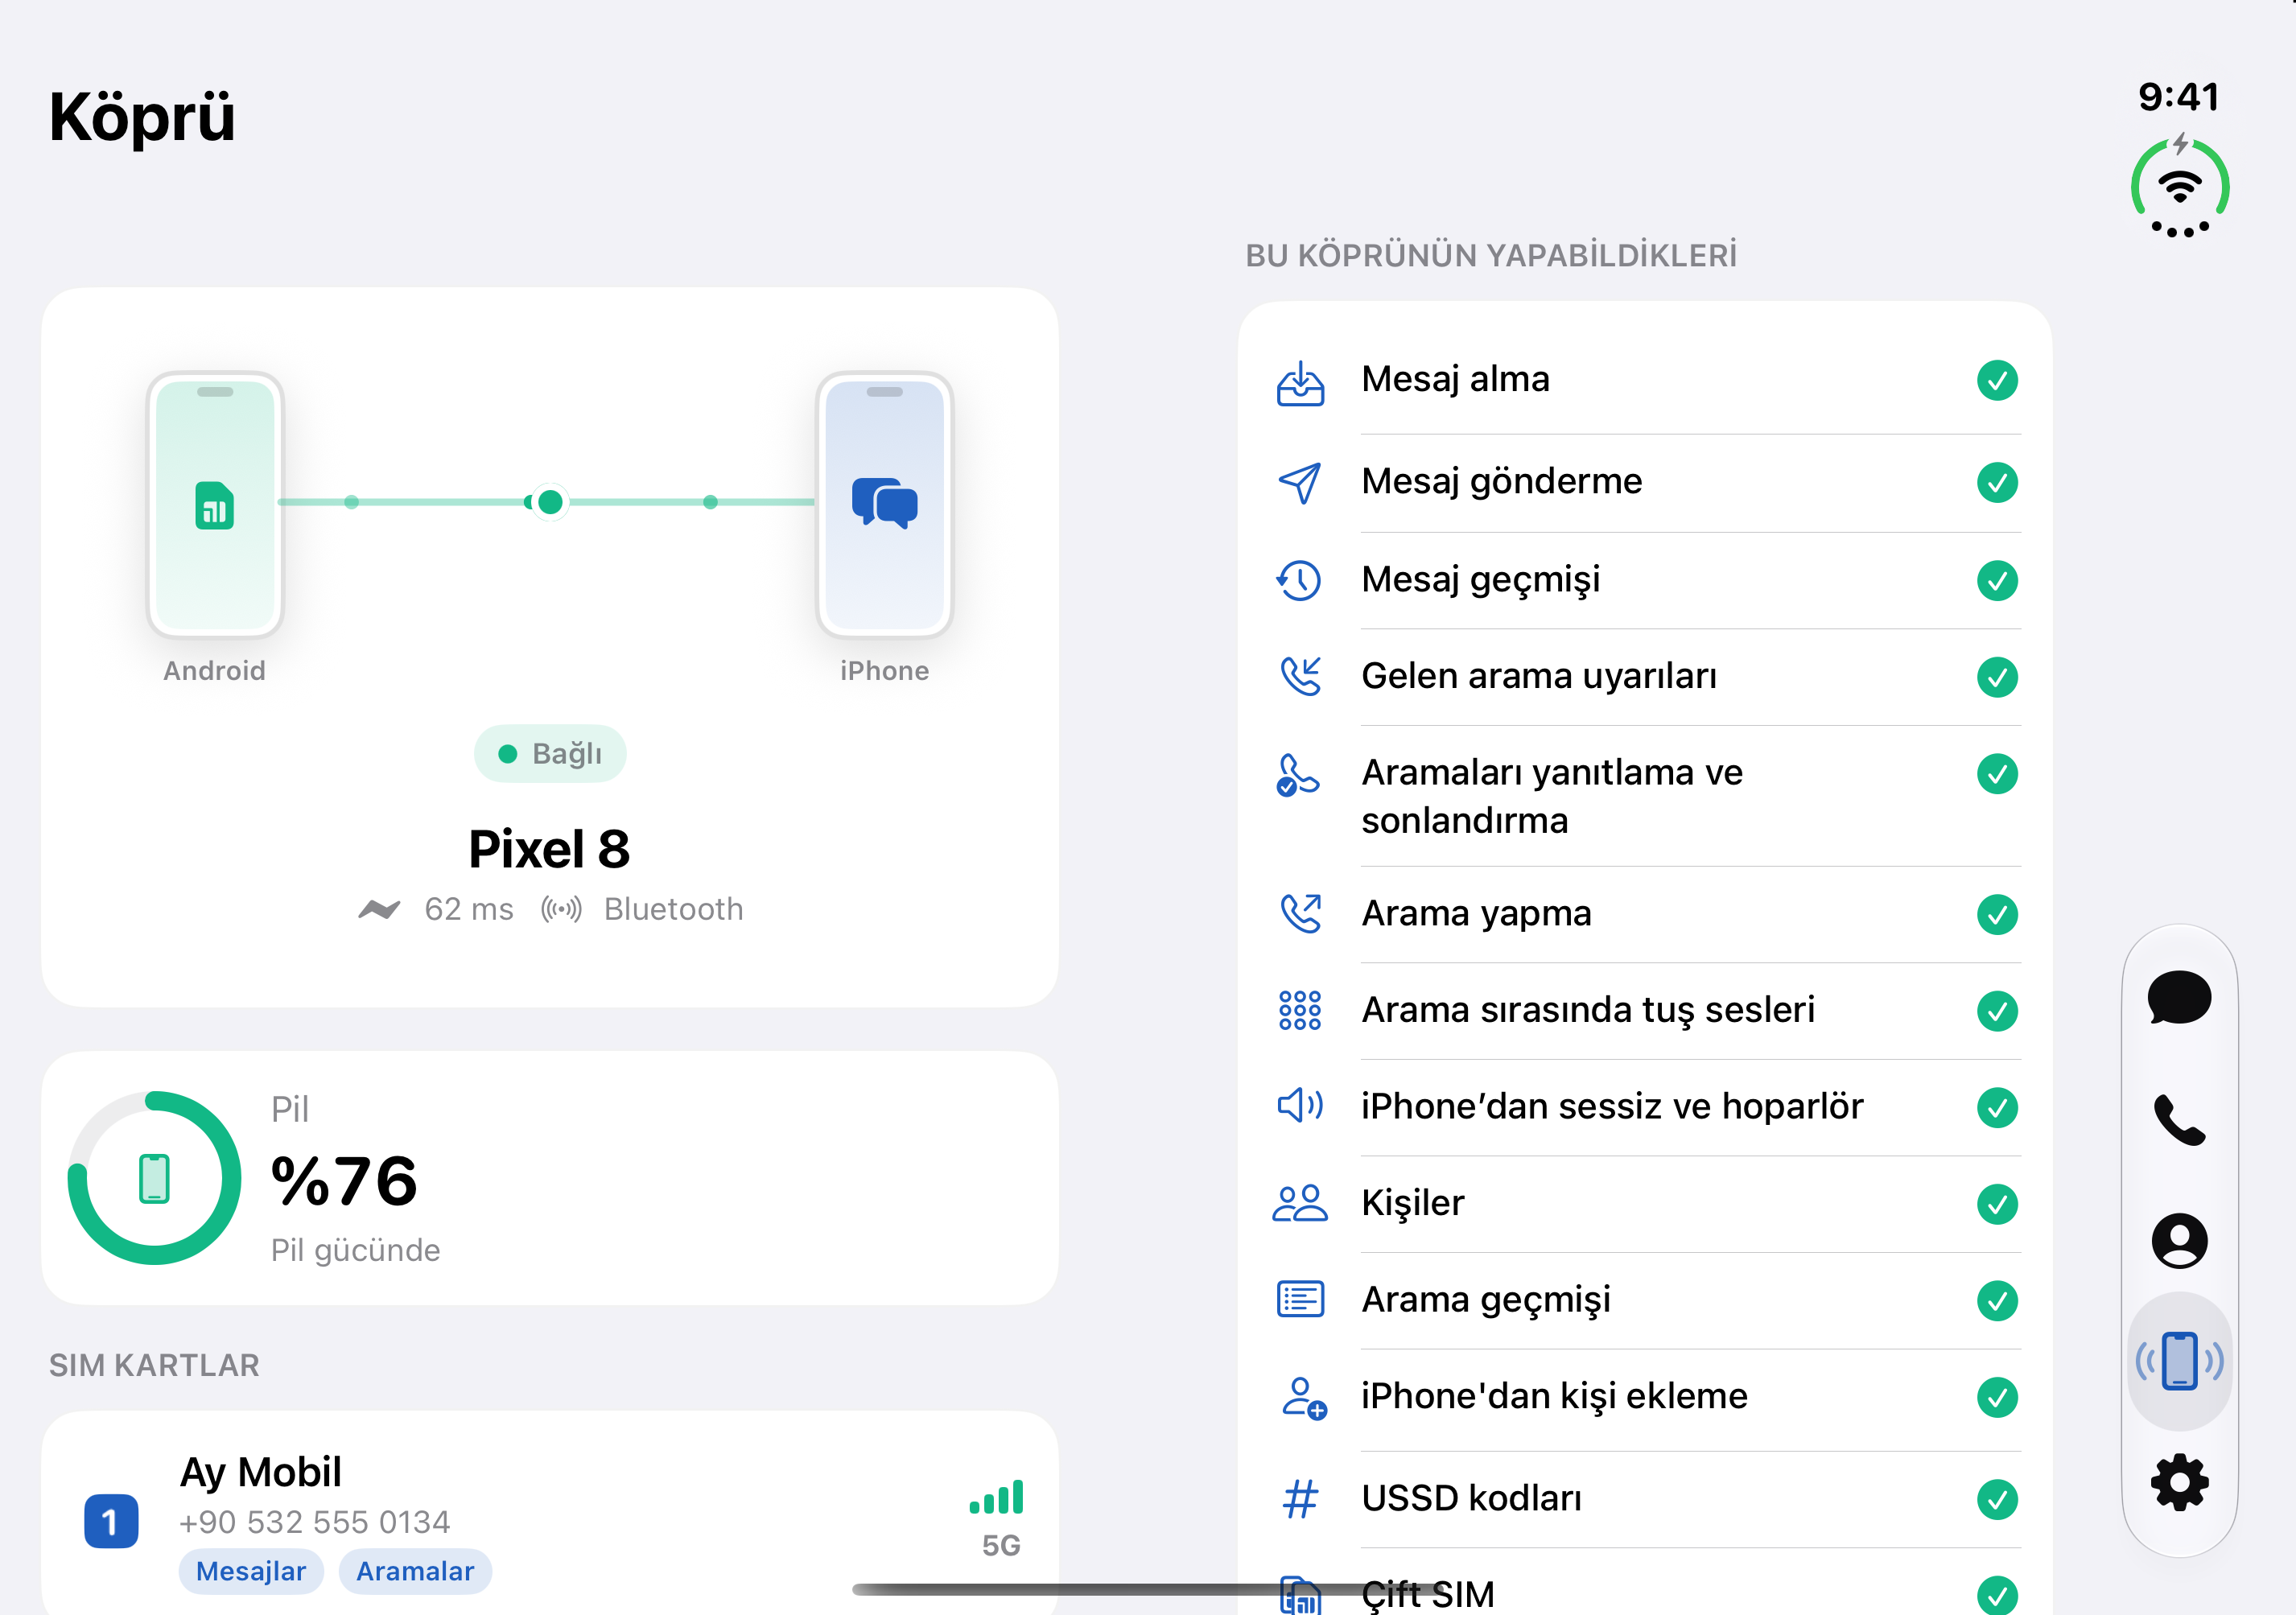 Köprü
9:41
Android
iPhone
Bağlı
Pixel 8
62 ms Bluetooth
Pil
%76
Pil gücünde
SIM KARTLAR
1
Ay Mobil
+90 532 555 0134
Mesajlar Aramalar
5G
BU KÖPRÜNÜN YAPABİLDİKLERİ
Mesaj alma
Mesaj gönderme
Mesaj geçmişi
Gelen arama uyarıları
Aramaları yanıtlama ve
sonlandırma
Arama yapma
Arama sırasında tuş sesleri
iPhone’dan sessiz ve hoparlör
Kişiler
Arama geçmişi
iPhone'dan kişi ekleme
USSD kodları
Çift SIM